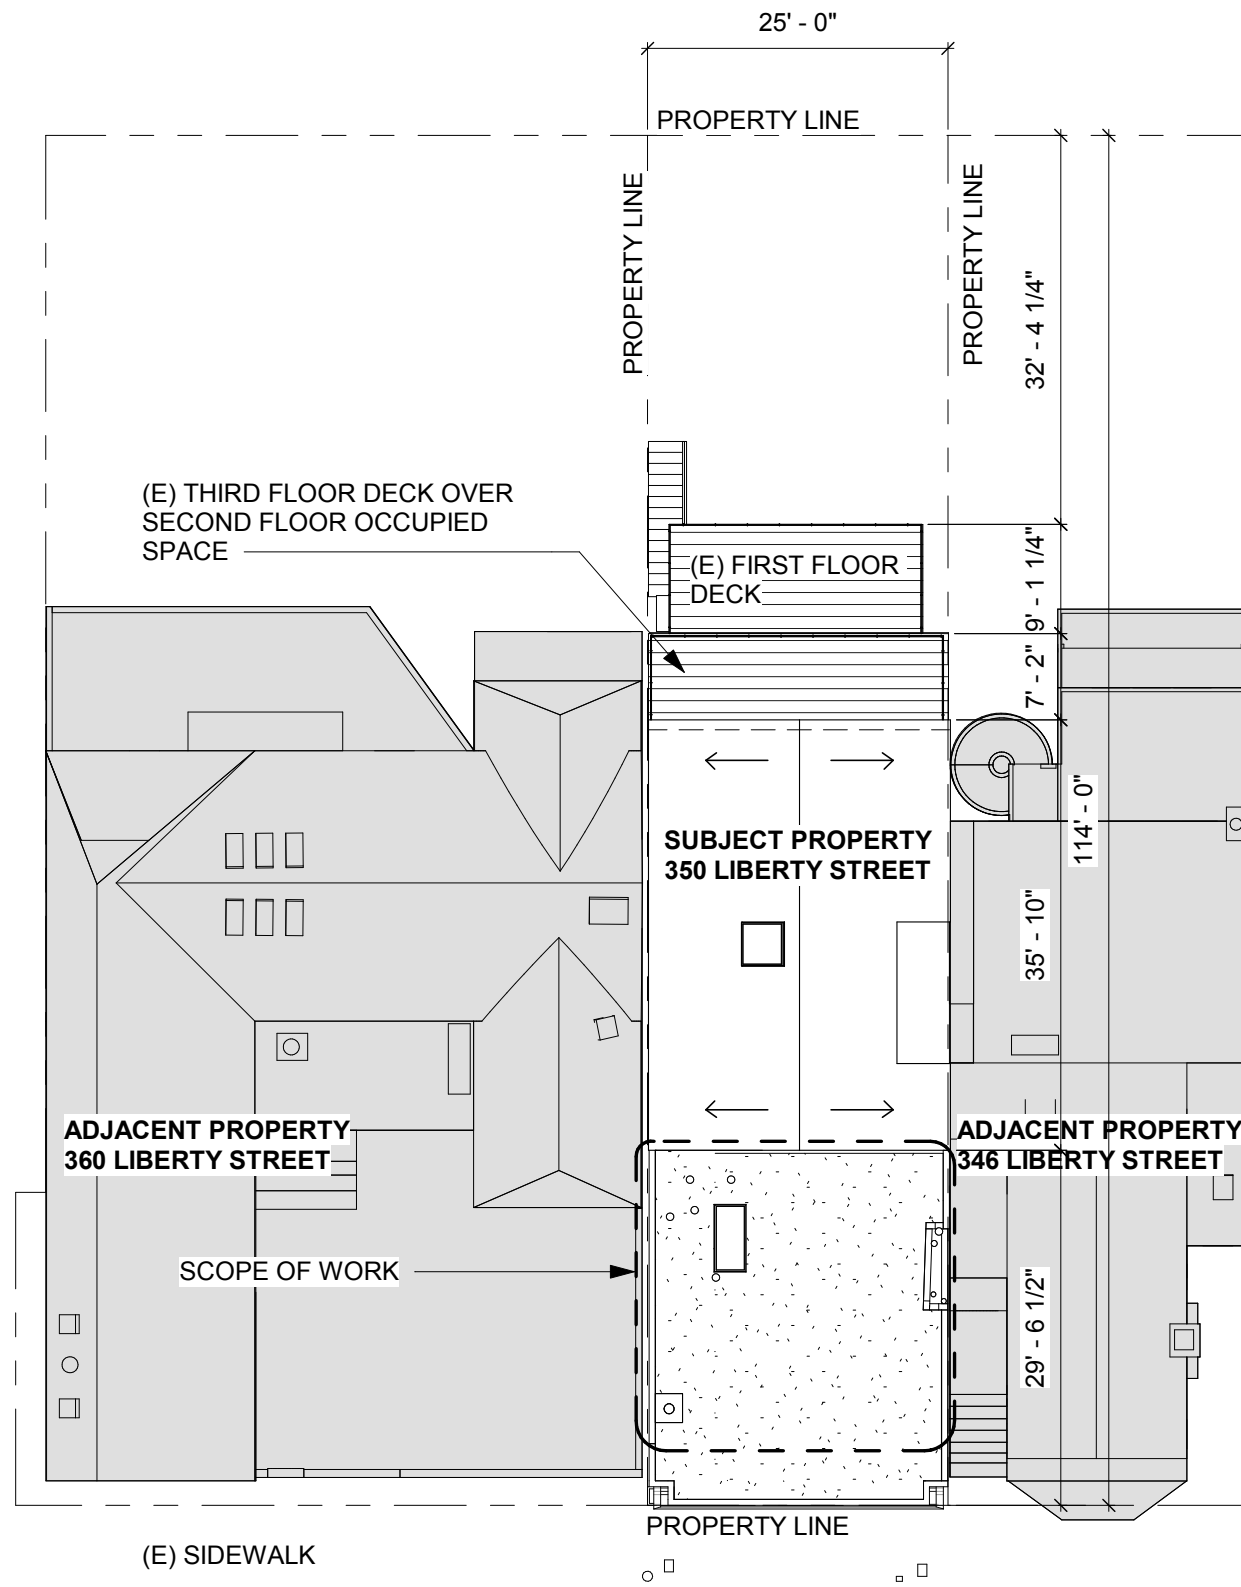 25' - 0"
PROPERTY LINE
PROPERTY LINE
PROPERTY LINE
32' - 4 1/4"
(E) THIRD FLOOR DECK OVER
SECOND FLOOR OCCUPIED
SPACE
(E) FIRST FLOOR
DECK
9' - 1 1/4"
7' - 2"
114' - 0"
SUBJECT PROPERTY
350 LIBERTY STREET
35' - 10"
ADJACENT PROPERTY
360 LIBERTY STREET
ADJACENT PROPERTY
346 LIBERTY STREET
SCOPE OF WORK
29' - 6 1/2"
PROPERTY LINE
(E) SIDEWALK